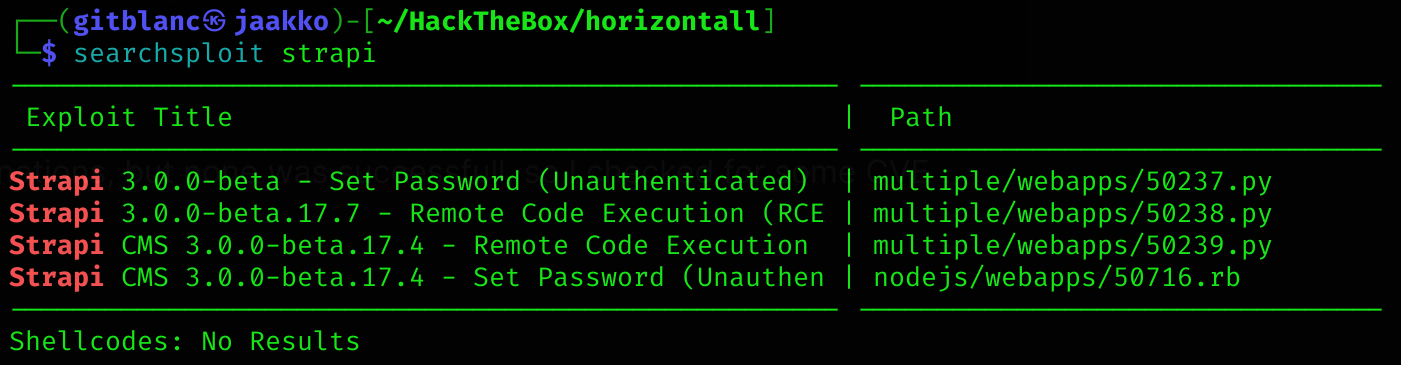 (gitblanc㉿jaakko)-[~/HackTheBox/horizontall]
$ searchsploit strapi
Exploit Title | Path
Strapi 3.0.0-beta - Set Password (Unauthenticated) | multiple/webapps/50237.py
Strapi 3.0.0-beta.17.7 - Remote Code Execution (RCE | multiple/webapps/50238.py
Strapi CMS 3.0.0-beta.17.4 - Remote Code Execution | multiple/webapps/50239.py
Strapi CMS 3.0.0-beta.17.4 - Set Password (Unauthen | nodejs/webapps/50716.rb
Shellcodes: No Results